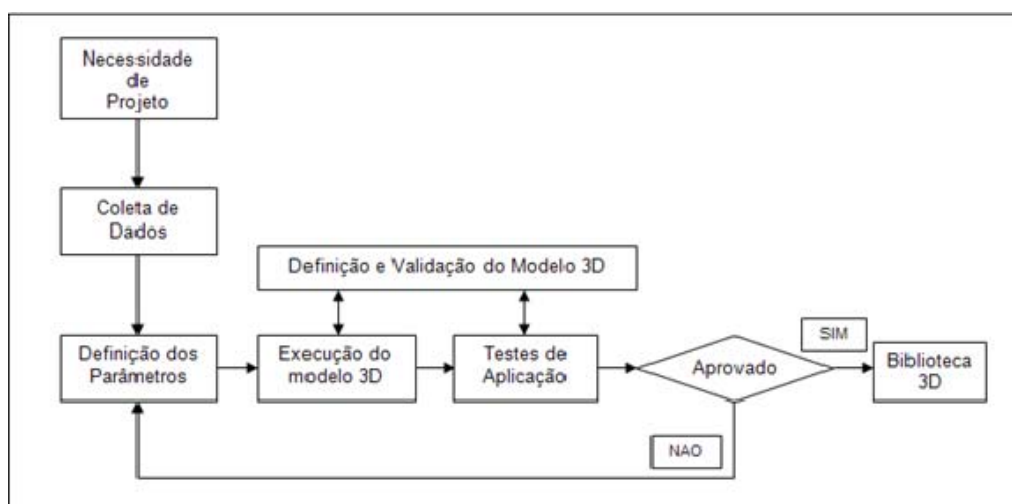 Necessidade
de
Projeto
Coleta de
Dados
Definição e Validação do Modelo 3D
Definição dos
Parâmetros
Execução do
modelo 3D
Testes de
Aplicação
Aprovado
SIM
Biblioteca
3D
NAO